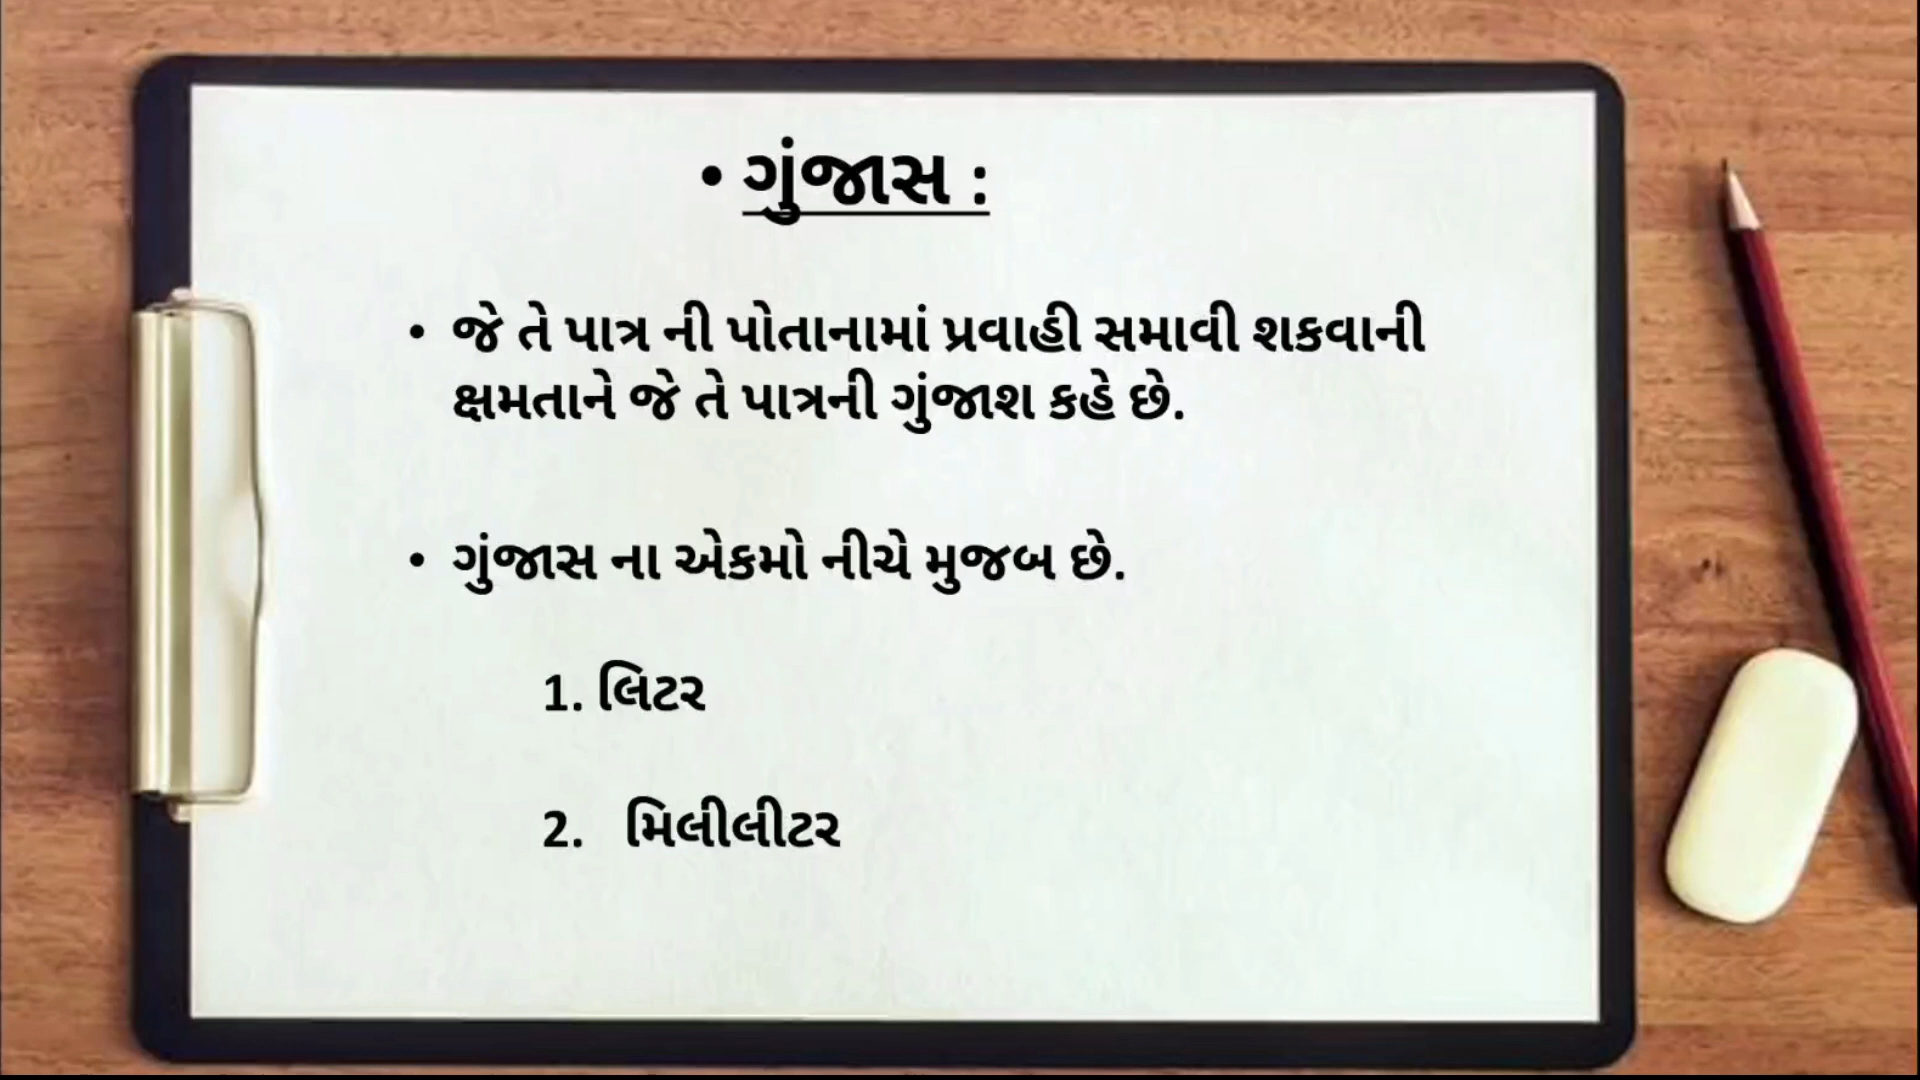 • ગુંજાસ :
• જે તે પાત્ર ની પોતાનામાં પ્રવાહી સમાવી શકવાની
ક્ષમતાને જે તે પાત્રની ગુંજાશ કહે છે.
• ગુંજાસ ના એકમો નીચે મુજબ છે.
1. લિટર
2. મિલીલીટર